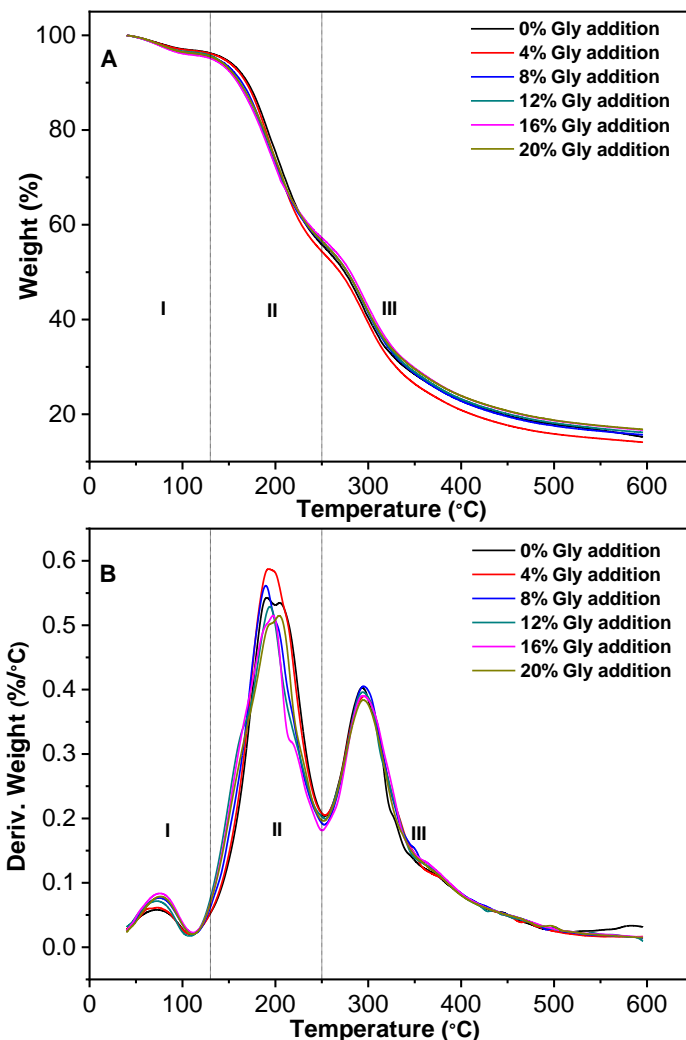 A
0% Gly addition
4% Gly addition
8% Gly addition
12% Gly addition
16% Gly addition
20% Gly addition
100
80
60
40
20
Weight (%)
I
II
III
0 100 200 300 400 500 600
Temperature (°C)
B
0% Gly addition
4% Gly addition
8% Gly addition
12% Gly addition
16% Gly addition
20% Gly addition
0.6
0.5
0.4
0.3
0.2
0.1
0.0
Deriv. Weight (%/°C)
I
II
III
0 100 200 300 400 500 600
Temperature (°C)